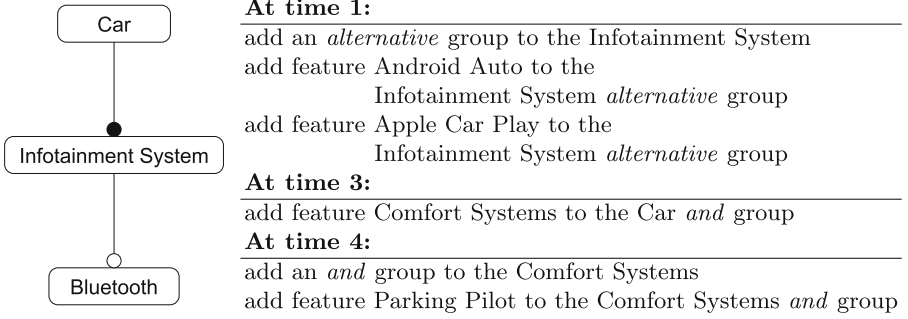 Car
Infotainment System
Bluetooth
At time 1:
add an alternative group to the Infotainment System
add feature Android Auto to the
Infotainment System alternative group
add feature Apple Car Play to the
Infotainment System alternative group
At time 3:
add feature Comfort Systems to the Car and group
At time 4:
add an and group to the Comfort Systems
add feature Parking Pilot to the Comfort Systems and group